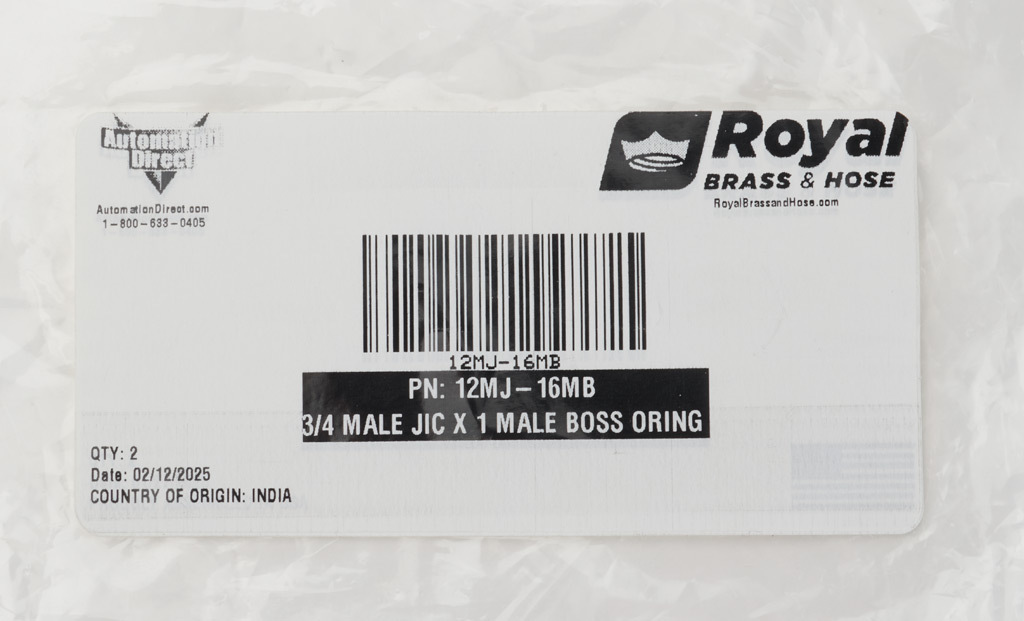 Automation
Direct
AutomationDirect.com
1-800-633-0405
Royal
BRASS & HOSE
RoyalBrassandHose.com
12MJ-16MB
PN: 12MJ-16MB
3/4 MALE JIC X 1 MALE BOSS ORING
QTY: 2
Date: 02/12/2025
COUNTRY OF ORIGIN: INDIA